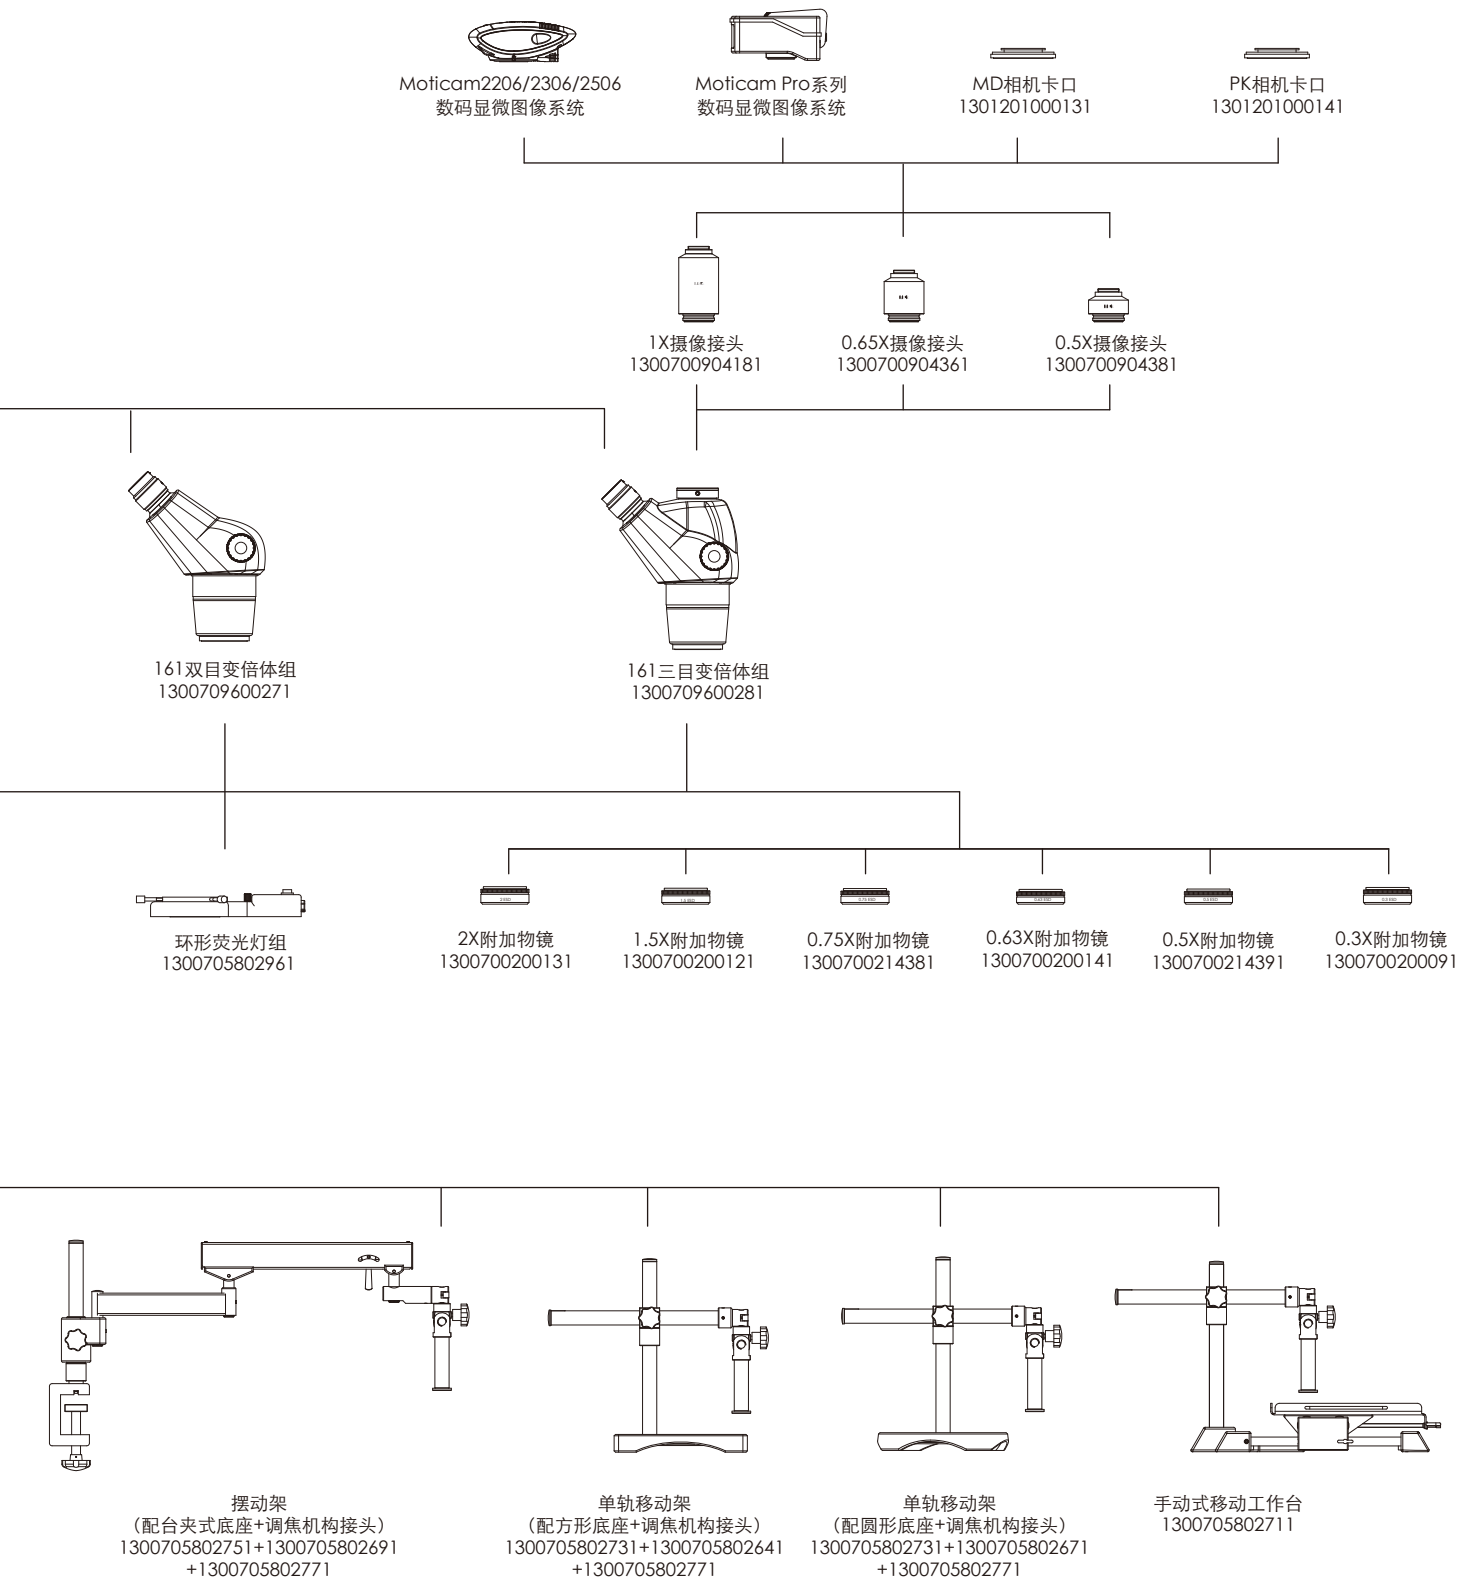 Moticam2206/2306/2506
数码显微图像系统
Moticam Pro系列
数码显微图像系统
MD相机卡口
1301201000131
PK相机卡口
1301201000141
1X摄像接头
1300700904181
0.65X摄像接头
1300700904361
0.5X摄像接头
1300700904381
161双目变倍体组
1300709600271
161三目变倍体组
1300709600281
环形荧光灯组
1300705802961
2X附加物镜
1300700200131
1.5X附加物镜
1300700200121
0.75X附加物镜
1300700214381
0.63X附加物镜
1300700200141
0.5X附加物镜
1300700214391
0.3X附加物镜
1300700200091
摆动架
（配台夹式底座+调焦机构接头）
1300705802751+1300705802691
+1300705802771
单轨移动架
（配方形底座+调焦机构接头）
1300705802731+1300705802641
+1300705802771
单轨移动架
（配圆形底座+调焦机构接头）
1300705802731+1300705802671
+1300705802771
手动式移动工作台
1300705802711